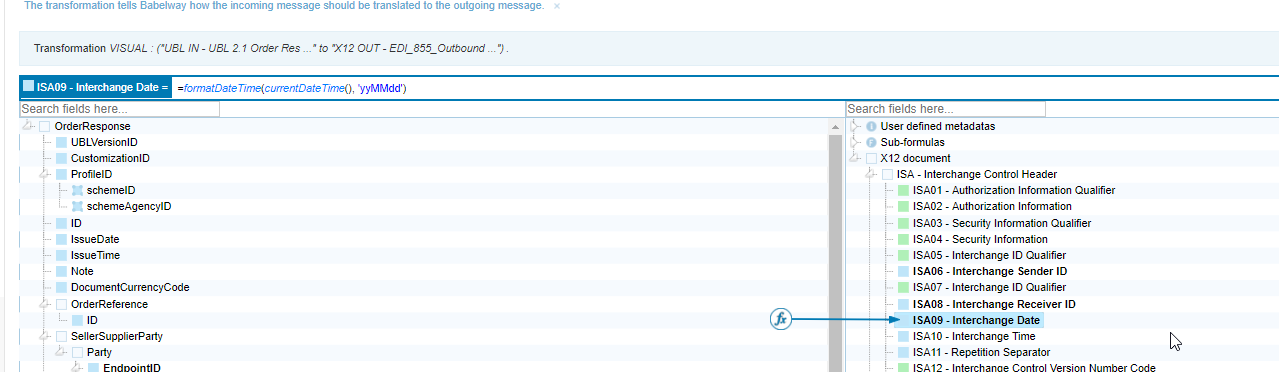 The transformation tells Babelway how the incoming message should be translated to the outgoing message. ×
Transformation VISUAL : ("UBL IN - UBL 2.1 Order Res ..." to "X12 OUT - EDI_855_Outbound ...") .
ISA09 - Interchange Date = =formatDateTime(currentDateTime(), 'yyMMdd')
Search fields here...
OrderResponse
UBLVersionID
CustomizationID
ProfileID
schemeID
schemeAgencyID
ID
IssueDate
IssueTime
Note
DocumentCurrencyCode
OrderReference
ID
SellerSupplierParty
Party
EndpointID
fx
Search fields here...
User defined metadatas
Sub-formulas
X12 document
ISA - Interchange Control Header
ISA01 - Authorization Information Qualifier
ISA02 - Authorization Information
ISA03 - Security Information Qualifier
ISA04 - Security Information
ISA05 - Interchange ID Qualifier
ISA06 - Interchange Sender ID
ISA07 - Interchange ID Qualifier
ISA08 - Interchange Receiver ID
ISA09 - Interchange Date
ISA10 - Interchange Time
ISA11 - Repetition Separator
ISA12 - Interchange Control Version Number Code